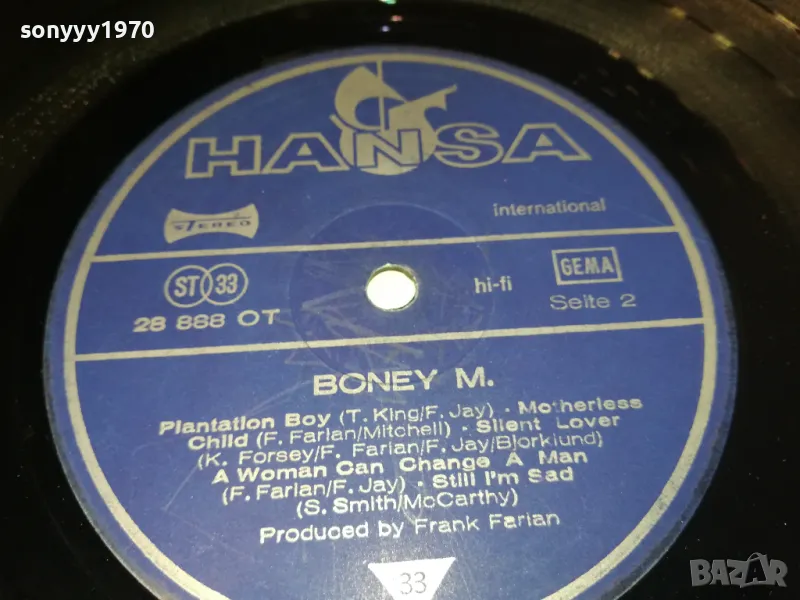 sonyyy1970
HANSA
international
STEREO
ST 33
28 888 OT
hi-fi
GEMA
Seite 2
BONEY M.
Plantation Boy (T. King/F. Jay) · Motherless
Child (F. Farian/Mitchell) · Silent Lover
(K. Forsey/F. Farian/F. Jay/Bjorklund)
A Woman Can Change A Man
(F. Farian/F. Jay) · Still I'm Sad
(S. Smith/McCarthy)
Produced by Frank Farian
33
BAZAR